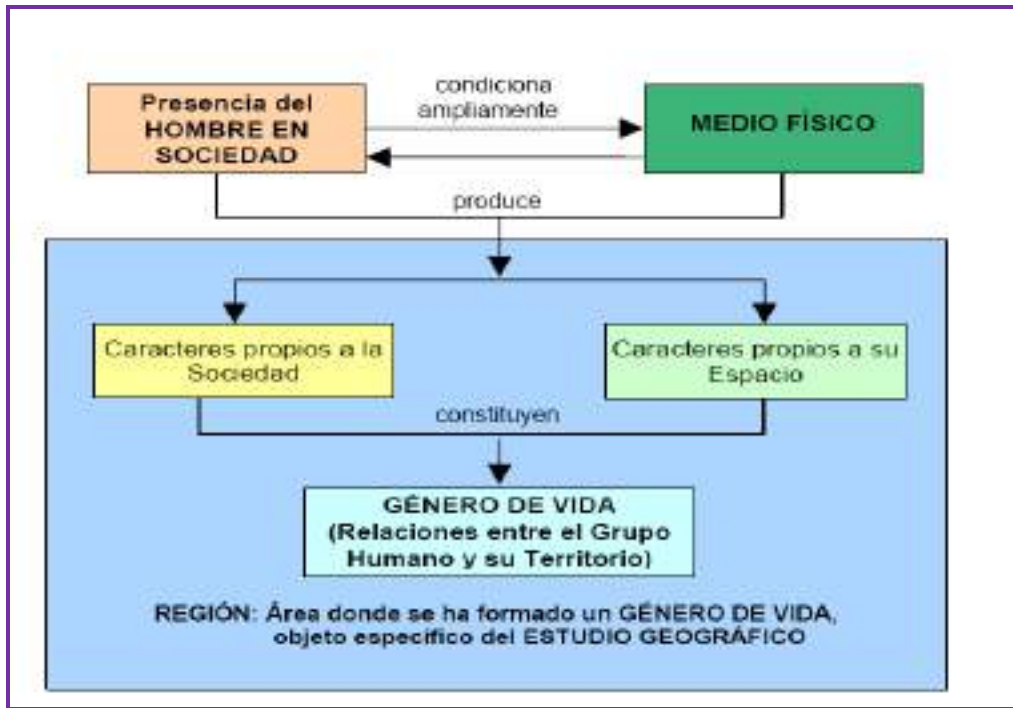 condiciona
ampliamente
Presencia del
HOMBRE EN
SOCIEDAD
MEDIO FÍSICO
produce
Caracteres propios a la
Sociedad
Caracteres propios a su
Espacio
constituyen
GÉNERO DE VIDA
(Relaciones entre el Grupo
Humano y su Territorio)
REGIÓN: Área donde se ha formado un GÉNERO DE VIDA,
objeto específico del ESTUDIO GEOGRÁFICO